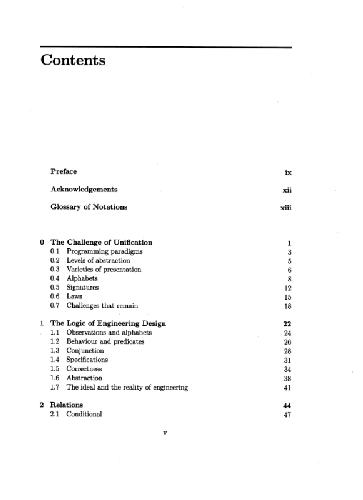 Contents
Preface ix
Acknowledgements xii
Glossary of Notations xiii
0 The Challenge of Unification 1
0.1 Programming paradigms 3
0.2 Levels of abstraction 5
0.3 Varieties of presentation 6
0.4 Alphabets 8
0.5 Signatures 12
0.6 Laws 15
0.7 Challenges that remain 18
1 The Logic of Engineering Design 22
1.1 Observations and alphabets 24
1.2 Behaviour and predicates 26
1.3 Conjunction 28
1.4 Specifications 31
1.5 Correctness 34
1.6 Abstraction 38
1.7 The ideal and the reality of engineering 41
2 Relations 44
2.1 Conditional 47
v